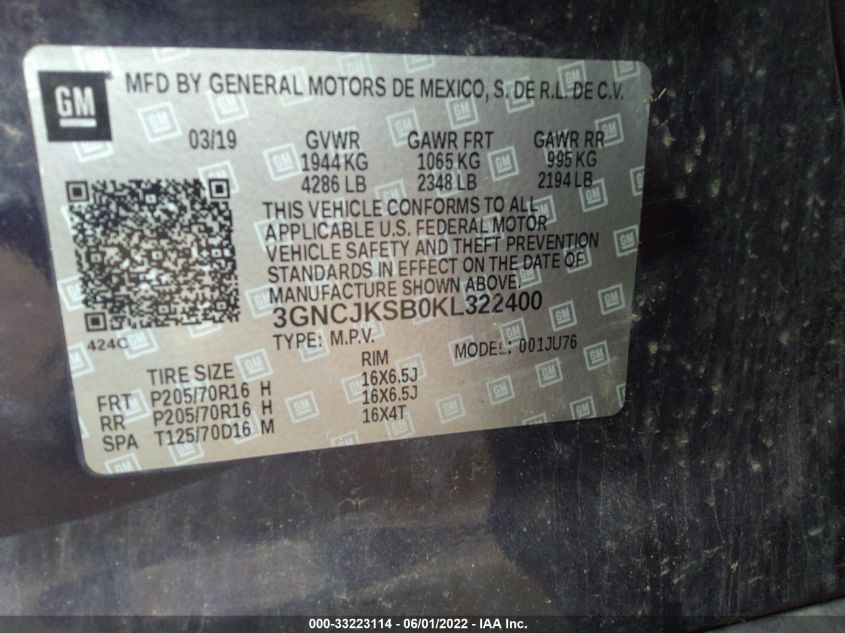 GM
MFD BY GENERAL MOTORS DE MEXICO, S. DE R.L. DE C.V.
03/19 GVWR GAWR FRT GAWR RR
1944 KG 1065 KG 995 KG
4286 LB 2348 LB 2194 LB
THIS VEHICLE CONFORMS TO ALL
APPLICABLE U.S. FEDERAL MOTOR
VEHICLE SAFETY AND THEFT PREVENTION
STANDARDS IN EFFECT ON THE DATE OF
MANUFACTURE SHOWN ABOVE.
3GNCJKSB0KL322400
424C
TYPE: M.P.V. MODEL: 001JU76
TIRE SIZE RIM
FRT P205/70R16 H 16X6.5J
RR P205/70R16 H 16X6.5J
SPA T125/70D16 M 16X4T
000-33223114 - 06/01/2022 - IAA Inc.